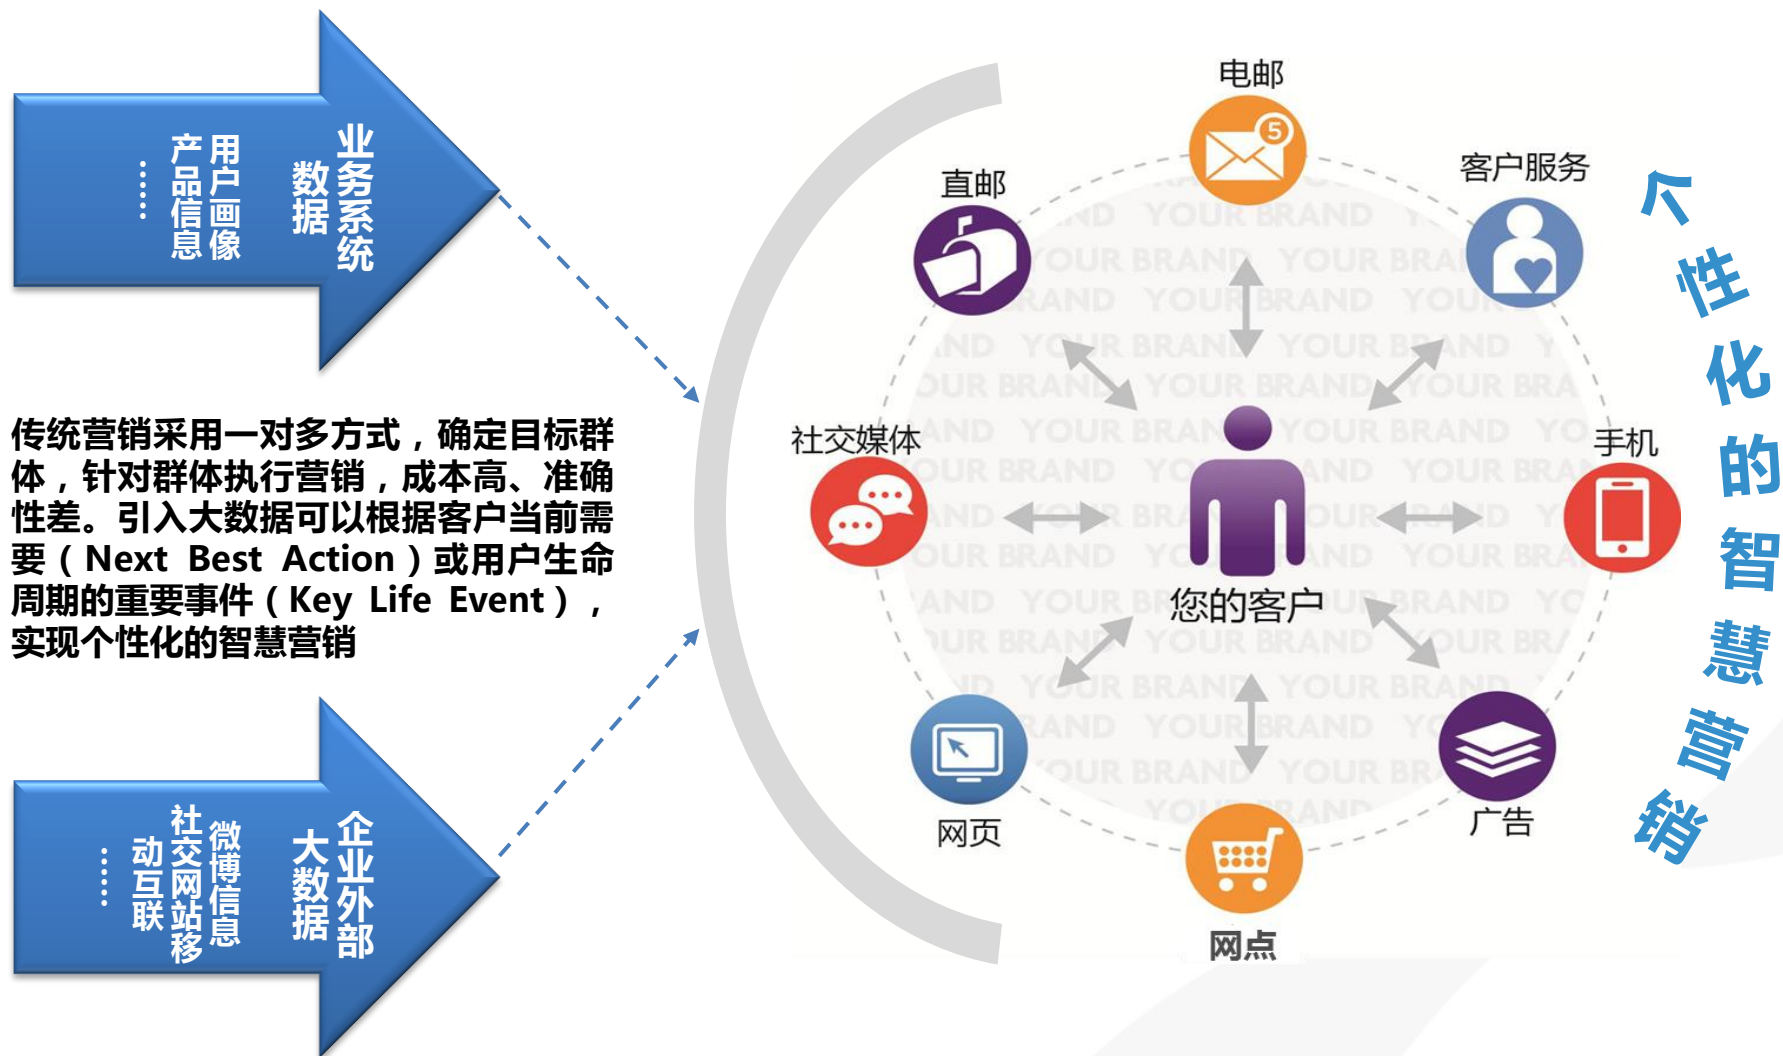 业务系统
数据
用户画像
产品信息
……
传统营销采用一对多方式，确定目标群
体，针对群体执行营销，成本高、准确
性差。引入大数据可以根据客户当前需
要（Next Best Action）或用户生命
周期的重要事件（Key Life Event），
实现个性化的智慧营销
企业外部
大数据
微博信息
社交网站移
动互联
……
电邮
5
直邮
客户服务
社交媒体
手机
您的客户
网页
广告
网点
YOUR BRAND YOUR BRAND
个性化的智慧营销